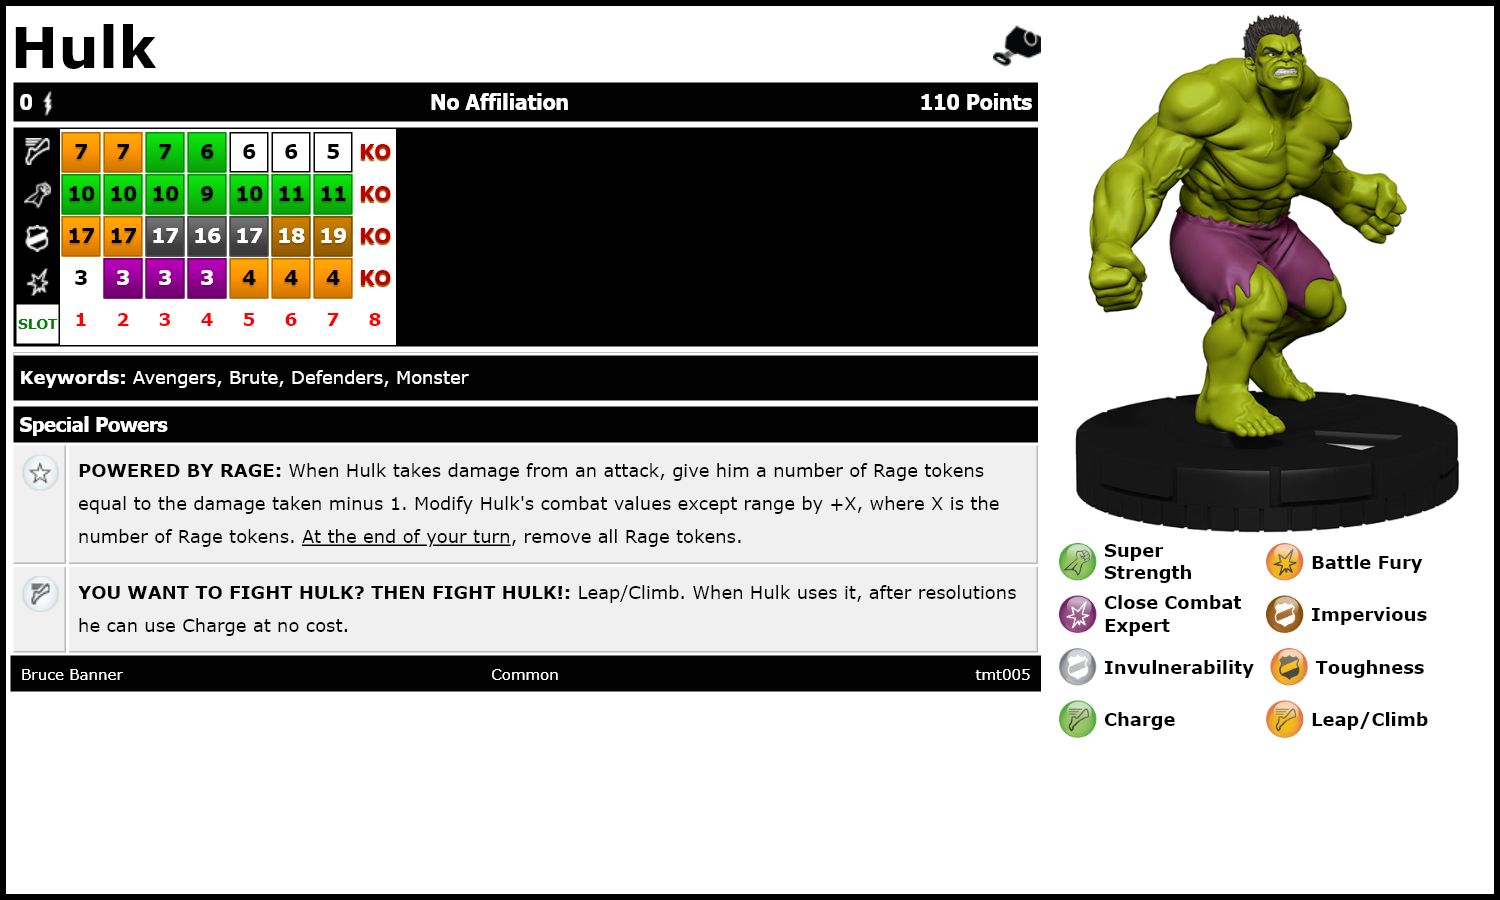 Hulk
0 No Affiliation 110 Points
7 7 7 6 6 6 5 KO
10 10 10 9 10 11 11 KO
17 17 17 16 17 18 19 KO
3 3 3 3 4 4 4 KO
SLOT 1 2 3 4 5 6 7 8
Keywords: Avengers, Brute, Defenders, Monster
Special Powers
POWERED BY RAGE: When Hulk takes damage from an attack, give him a number of Rage tokens
equal to the damage taken minus 1. Modify Hulk's combat values except range by +X, where X is the
number of Rage tokens. At the end of your turn, remove all Rage tokens.
YOU WANT TO FIGHT HULK? THEN FIGHT HULK!: Leap/Climb. When Hulk uses it, after resolutions
he can use Charge at no cost.
Bruce Banner Common tmt005
Super
Strength
Battle Fury
Close Combat
Expert
Impervious
Invulnerability
Toughness
Charge
Leap/Climb